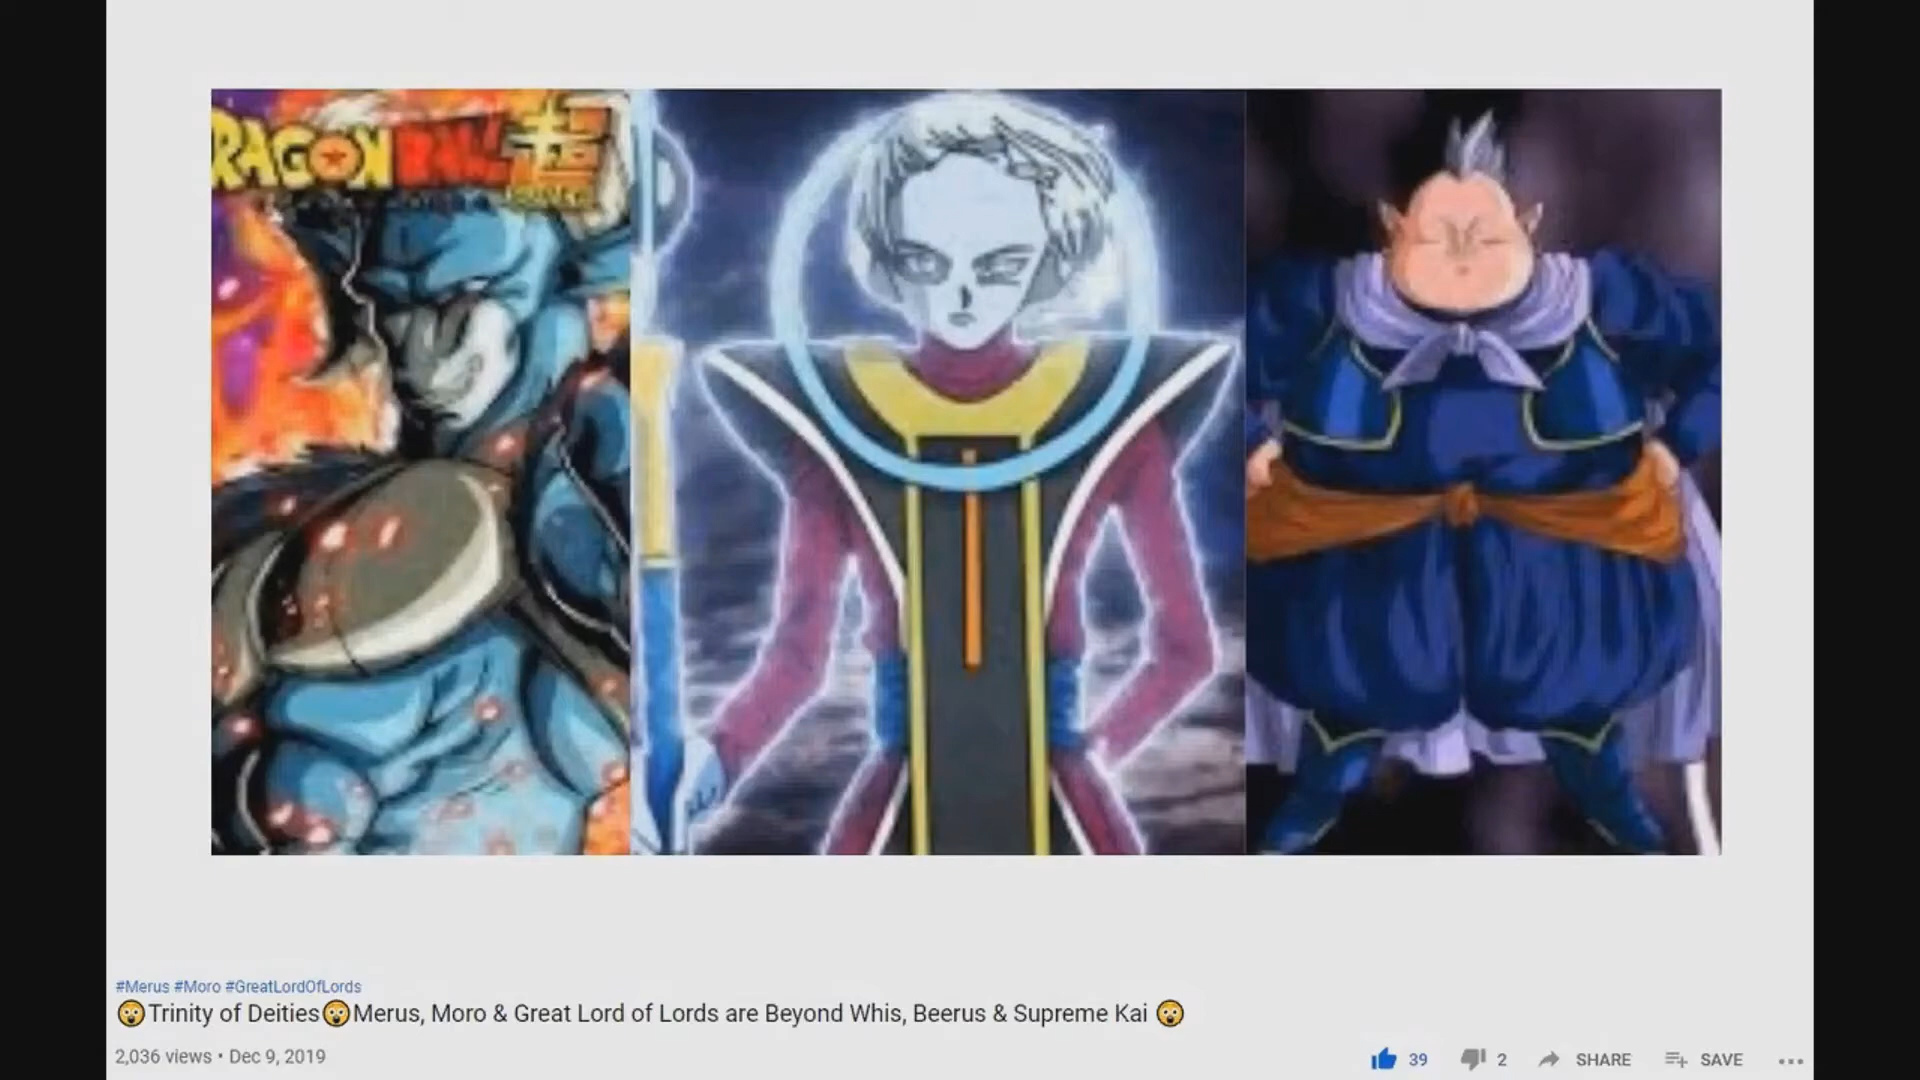 DRAGON BALL 超
#Merus #Moro #GreatLordOfLords
😲Trinity of Deities😲Merus, Moro & Great Lord of Lords are Beyond Whis, Beerus & Supreme Kai 😲
2,036 views • Dec 9, 2019
39 2 SHARE SAVE